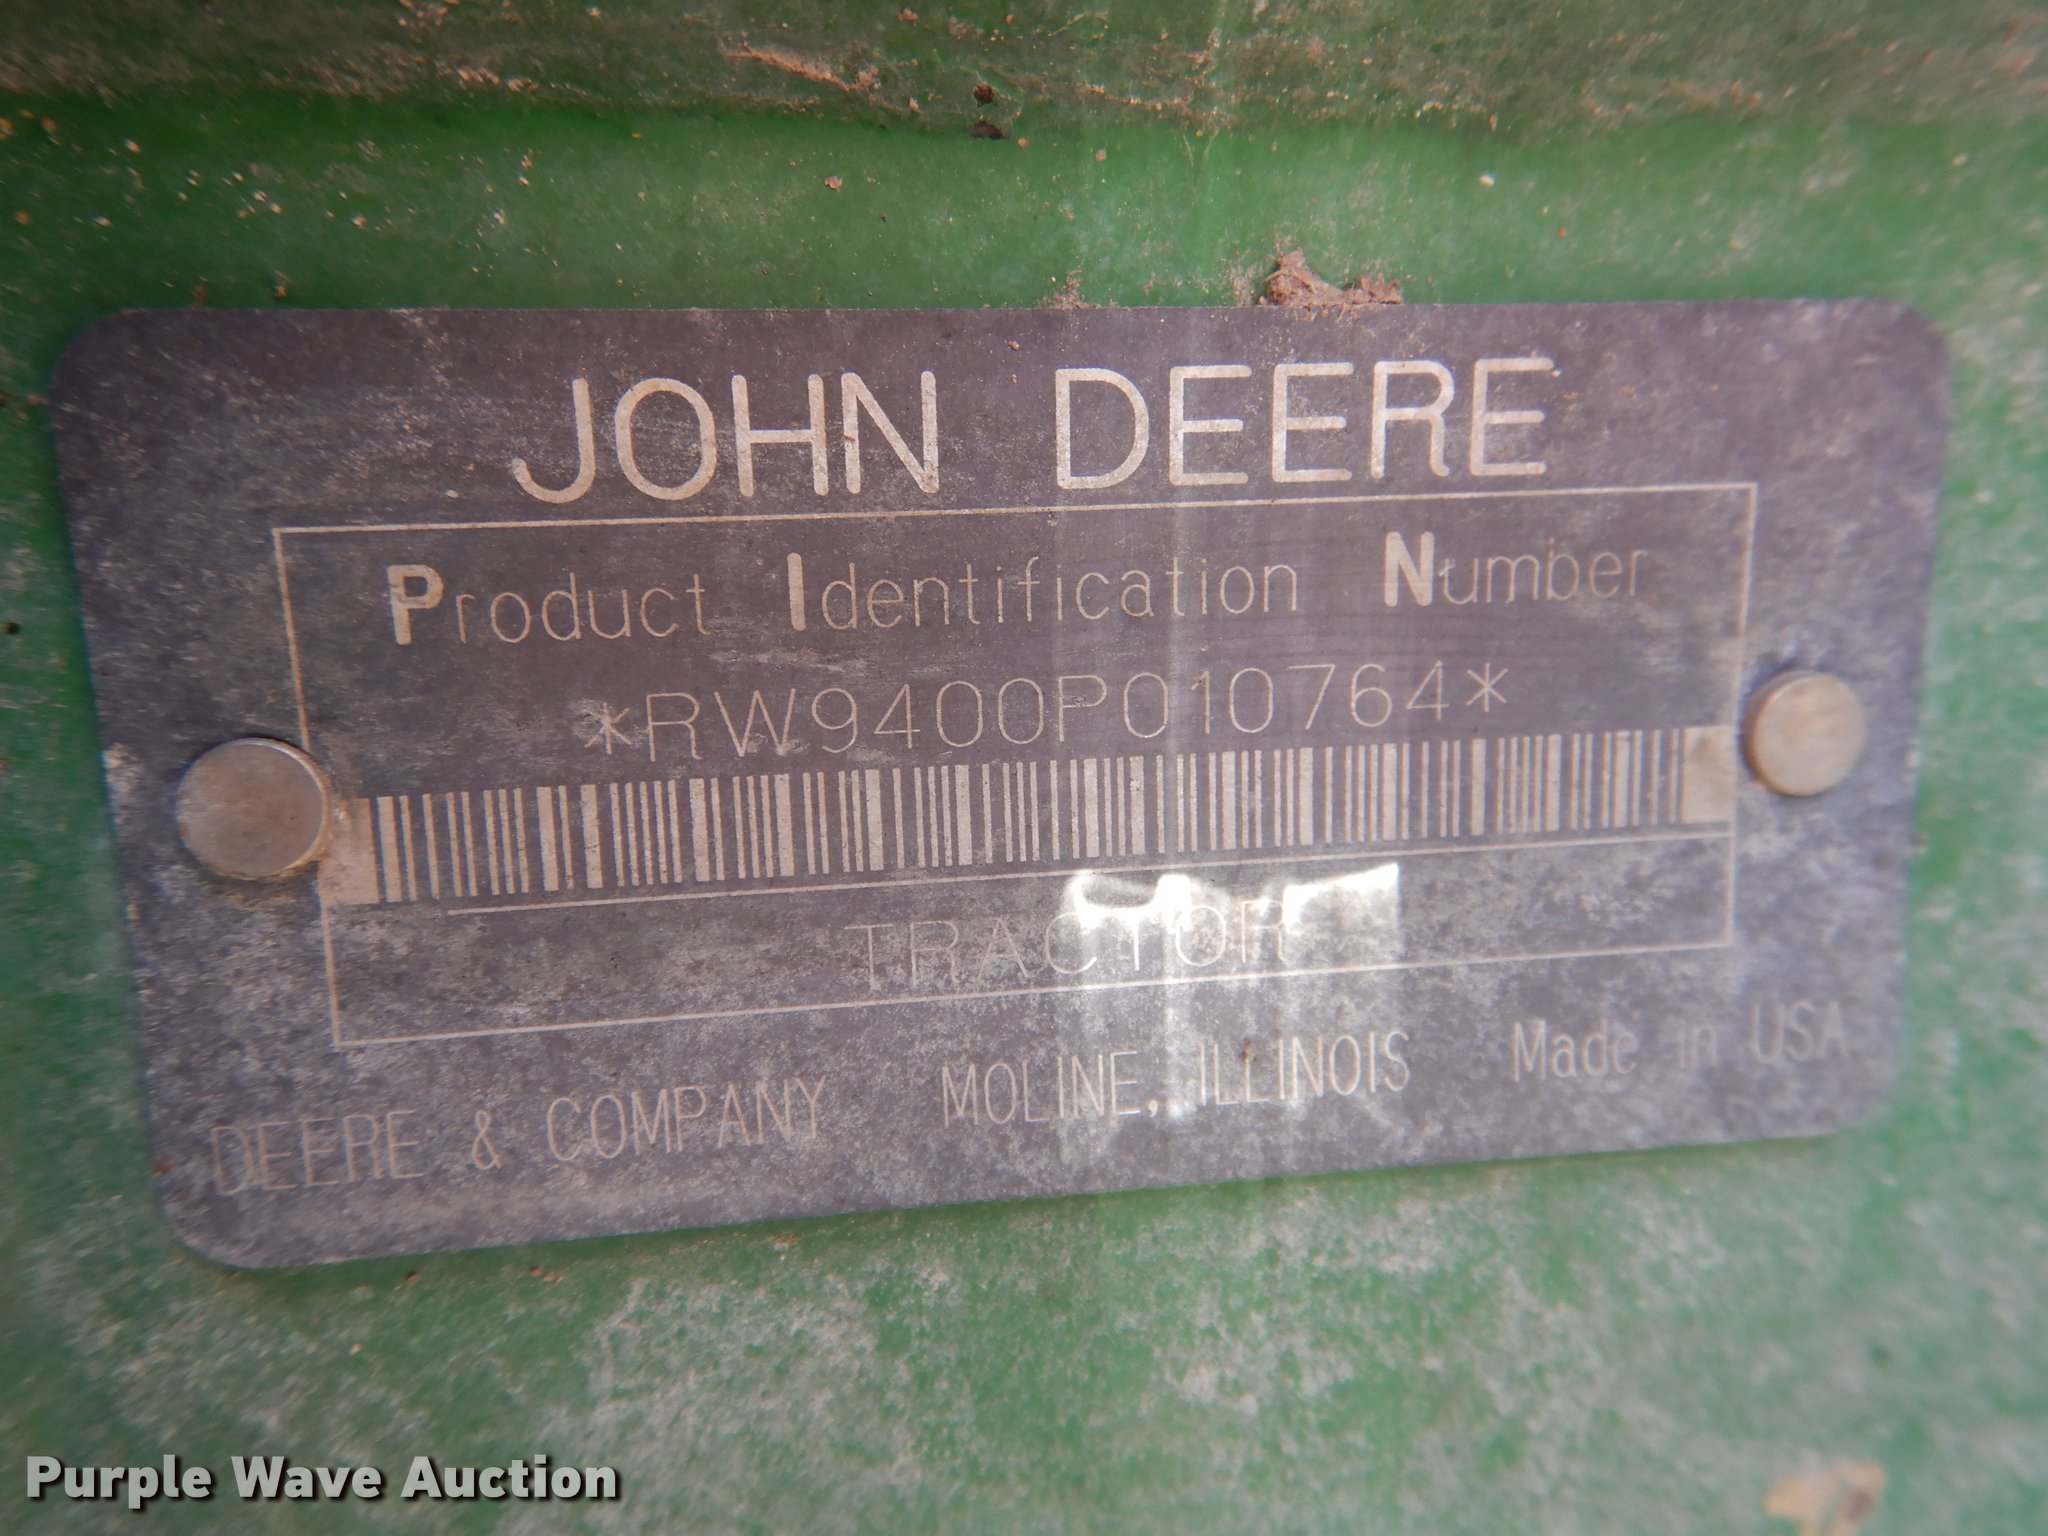 JOHN DEERE
Product Identification Number
*RW9400P010764*
TRACTOR
DEERE & COMPANY MOLINE, ILLINOIS Made in USA
Purple Wave Auction